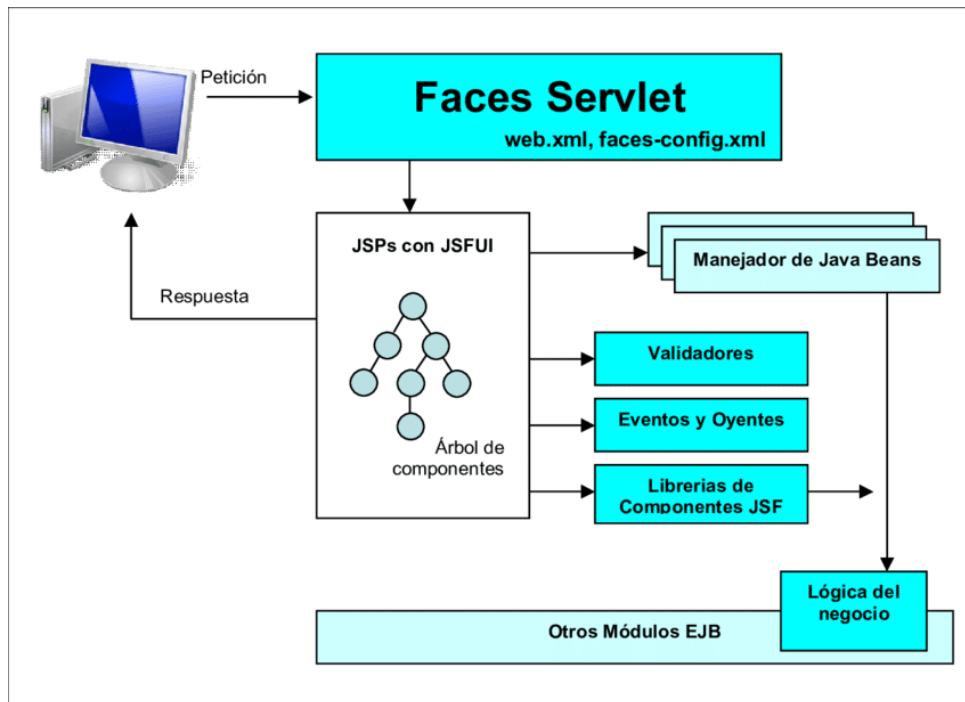 Petición
Faces Servlet
web.xml, faces-config.xml
JSPs con JSFUI
Manejador de Java Beans
Respuesta
Validadores
Eventos y Oyentes
Árbol de
componentes
Librerias de
Componentes JSF
Lógica del
negocio
Otros Módulos EJB